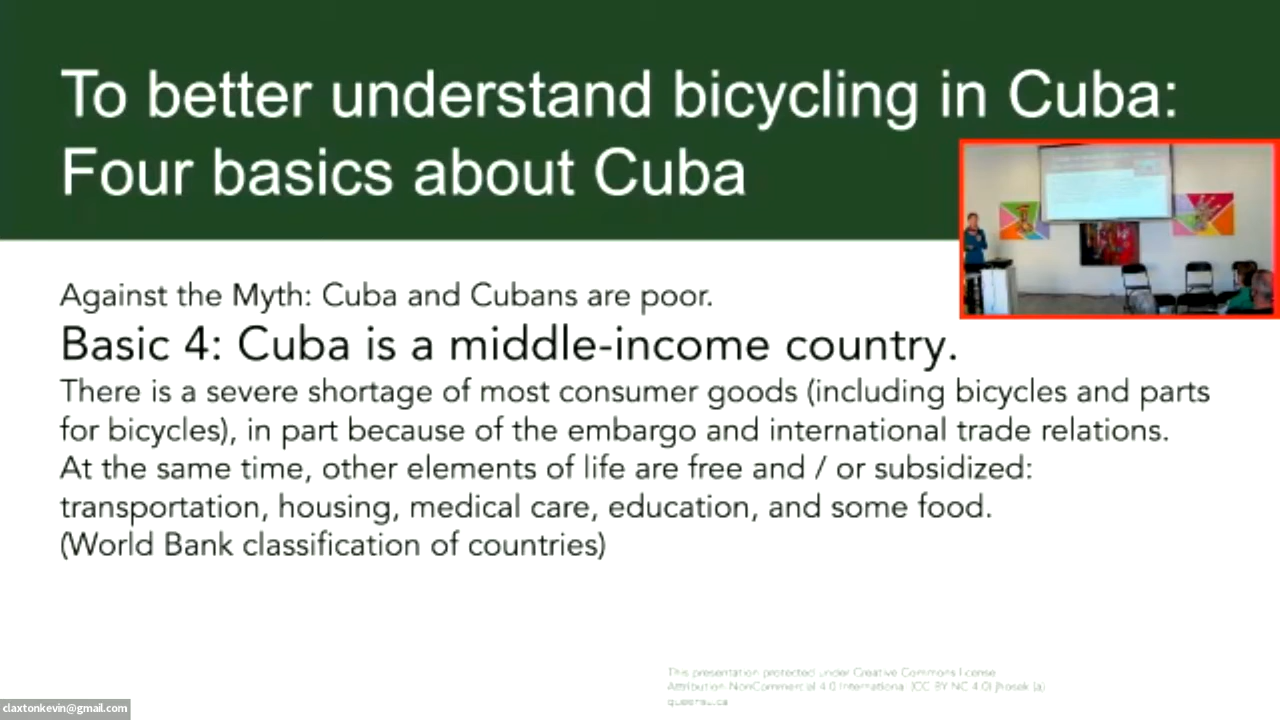 To better understand bicycling in Cuba:
Four basics about Cuba
Against the Myth: Cuba and Cubans are poor.
Basic 4: Cuba is a middle-income country.
There is a severe shortage of most consumer goods (including bicycles and parts
for bicycles), in part because of the embargo and international trade relations.
At the same time, other elements of life are free and / or subsidized:
transportation, housing, medical care, education, and some food.
(World Bank classification of countries)
This presentation protected under Creative Commons license
Attribution-NonCommercial 4.0 International (CC BY NC 4.0)
claxtonkevin@gmail.com